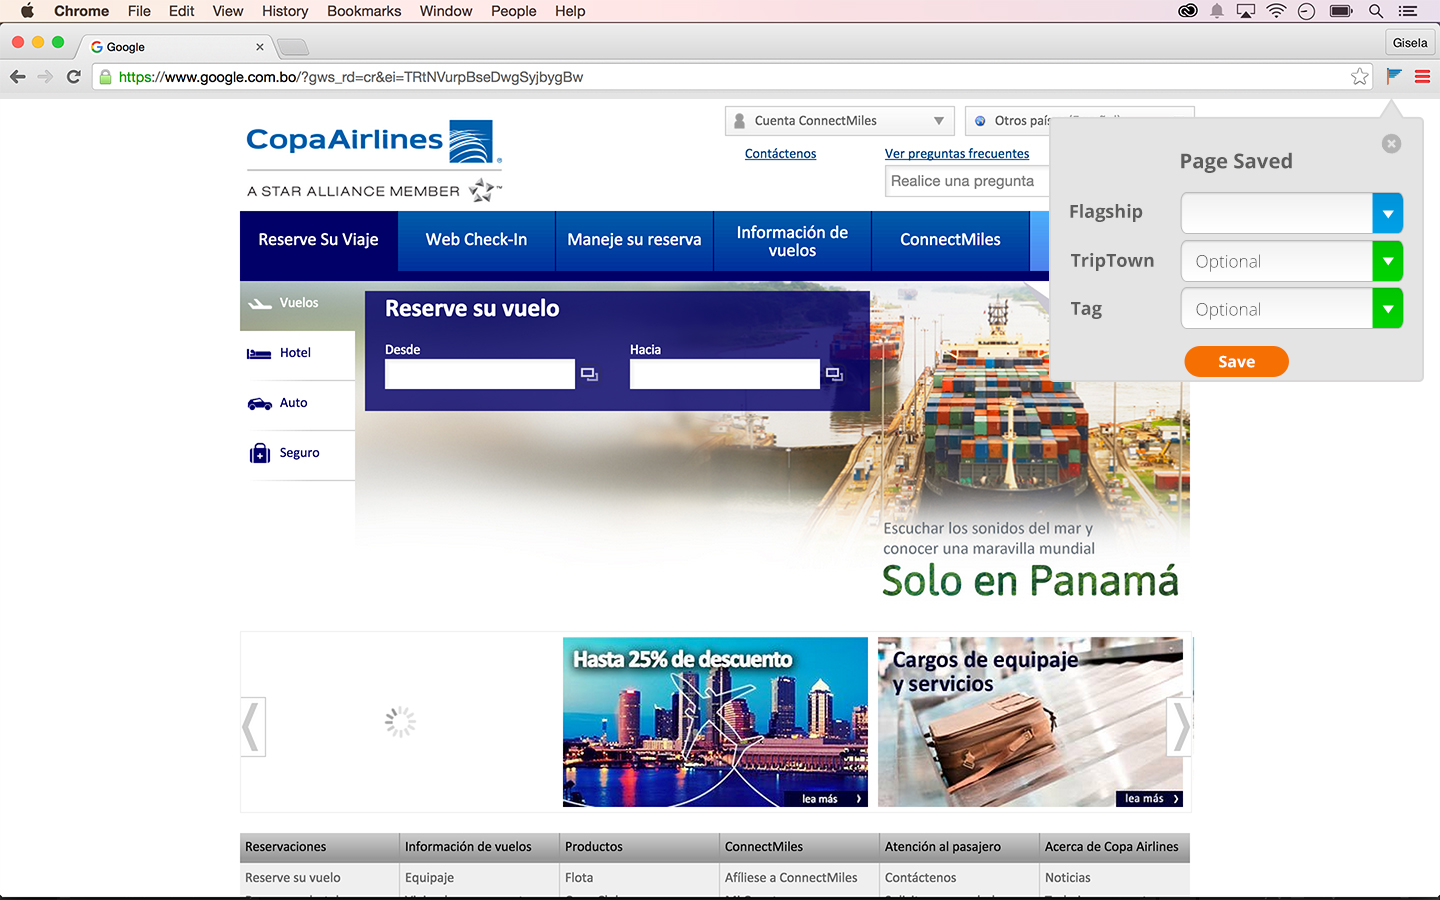 Chrome File Edit View History Bookmarks Window People Help
Google
Gisela
https://www.google.com.bo/?gws_rd=cr&ei=TRtNVurpBseDwgSyjbygBw
CopaAirlines
A STAR ALLIANCE MEMBER
Cuenta ConnectMiles
Otros
Contáctenos
Ver preguntas frecuentes
Realice una pregunta
Page Saved
Flagship
TripTown
Optional
Tag
Optional
Save
Reserve Su Viaje
Web Check-In
Maneje su reserva
Información de
vuelos
ConnectMiles
Vuelos
Hotel
Auto
Seguro
Reserve su vuelo
Desde
Hacia
Escuchar los sonidos del mar y
conocer una maravilla mundial
Solo en Panamá
Hasta 25% de descuento
lea más
Cargos de equipaje
y servicios
lea más
Reservaciones
Información de vuelos
Productos
ConnectMiles
Atención al pasajero
Acerca de Copa Airlines
Reserve su vuelo
Equipaje
Flota
Afíliese a ConnectMiles
Contáctenos
Noticias